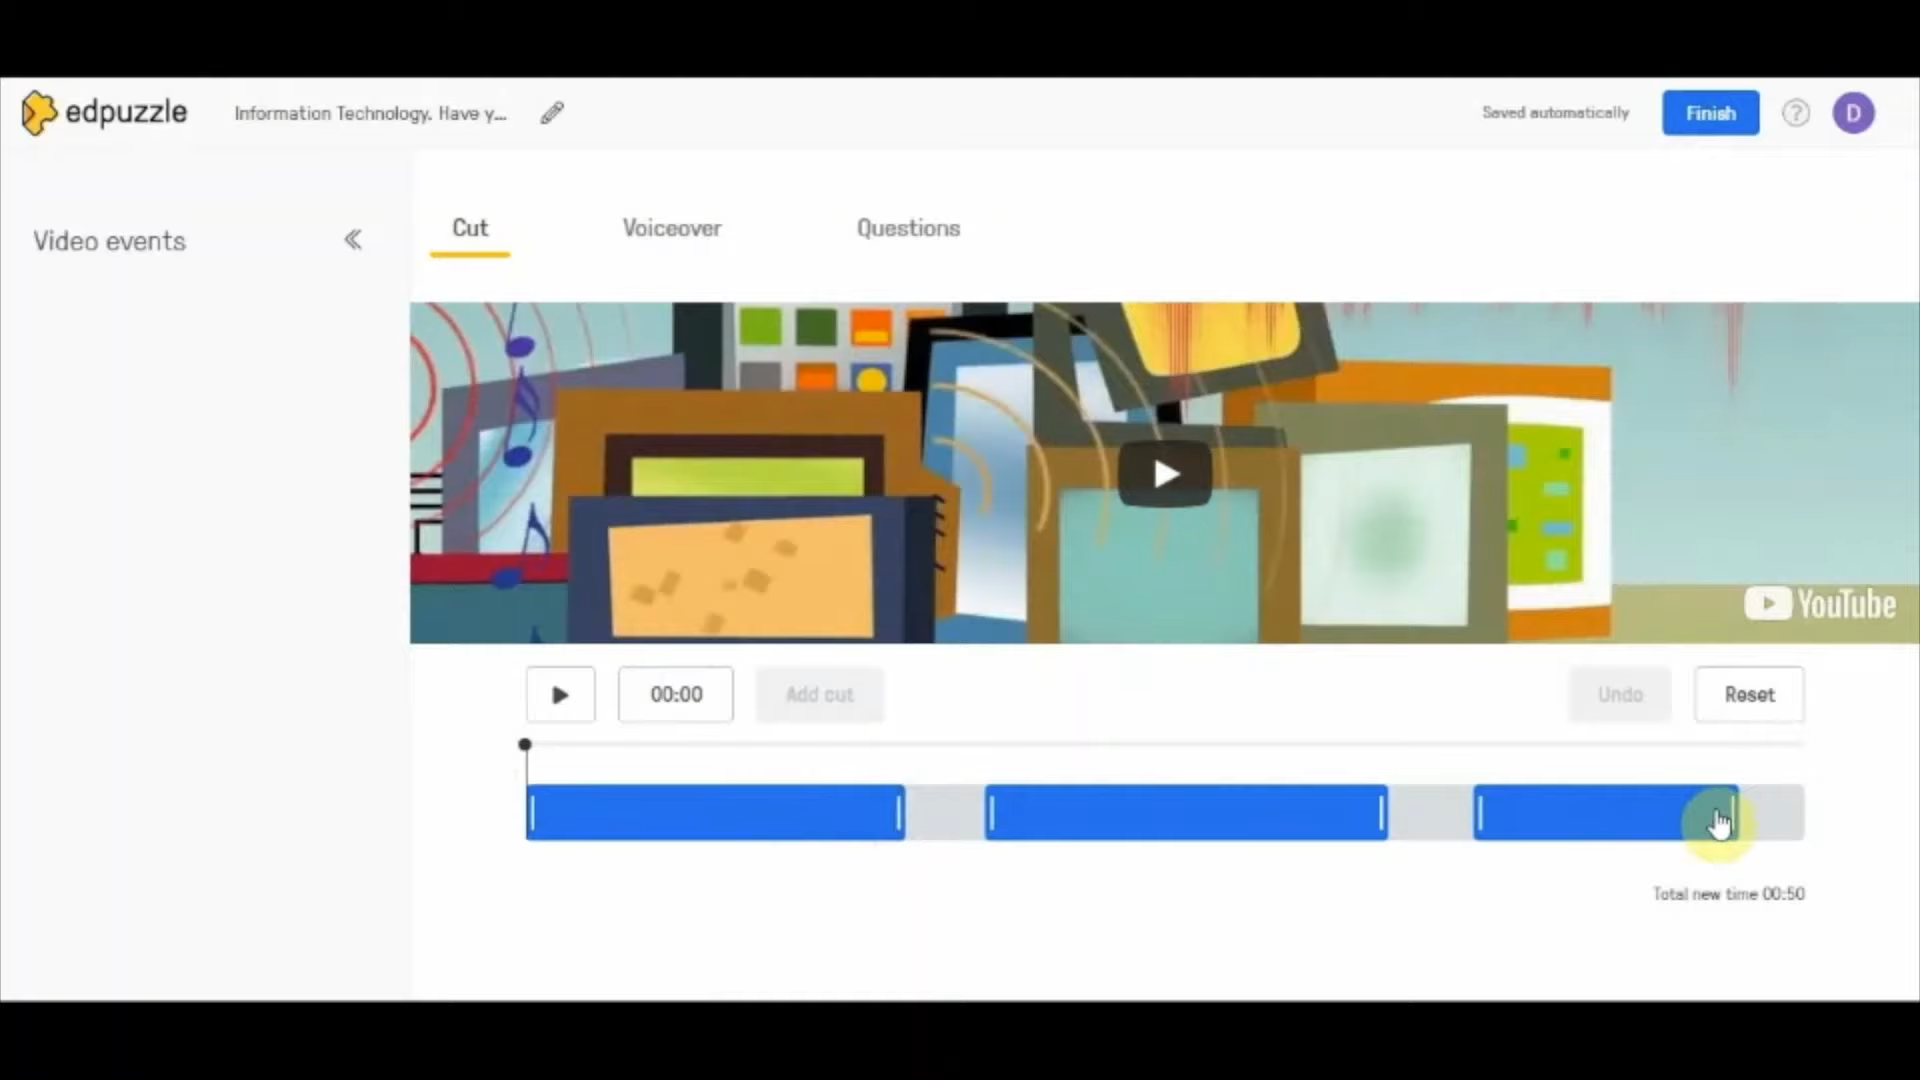 edpuzzle
Information Technology. Have y...
Saved automatically
Finish
D
Video events
Cut
Voiceover
Questions
YouTube
00:00
Add cut
Undo
Reset
Total new time 00:50